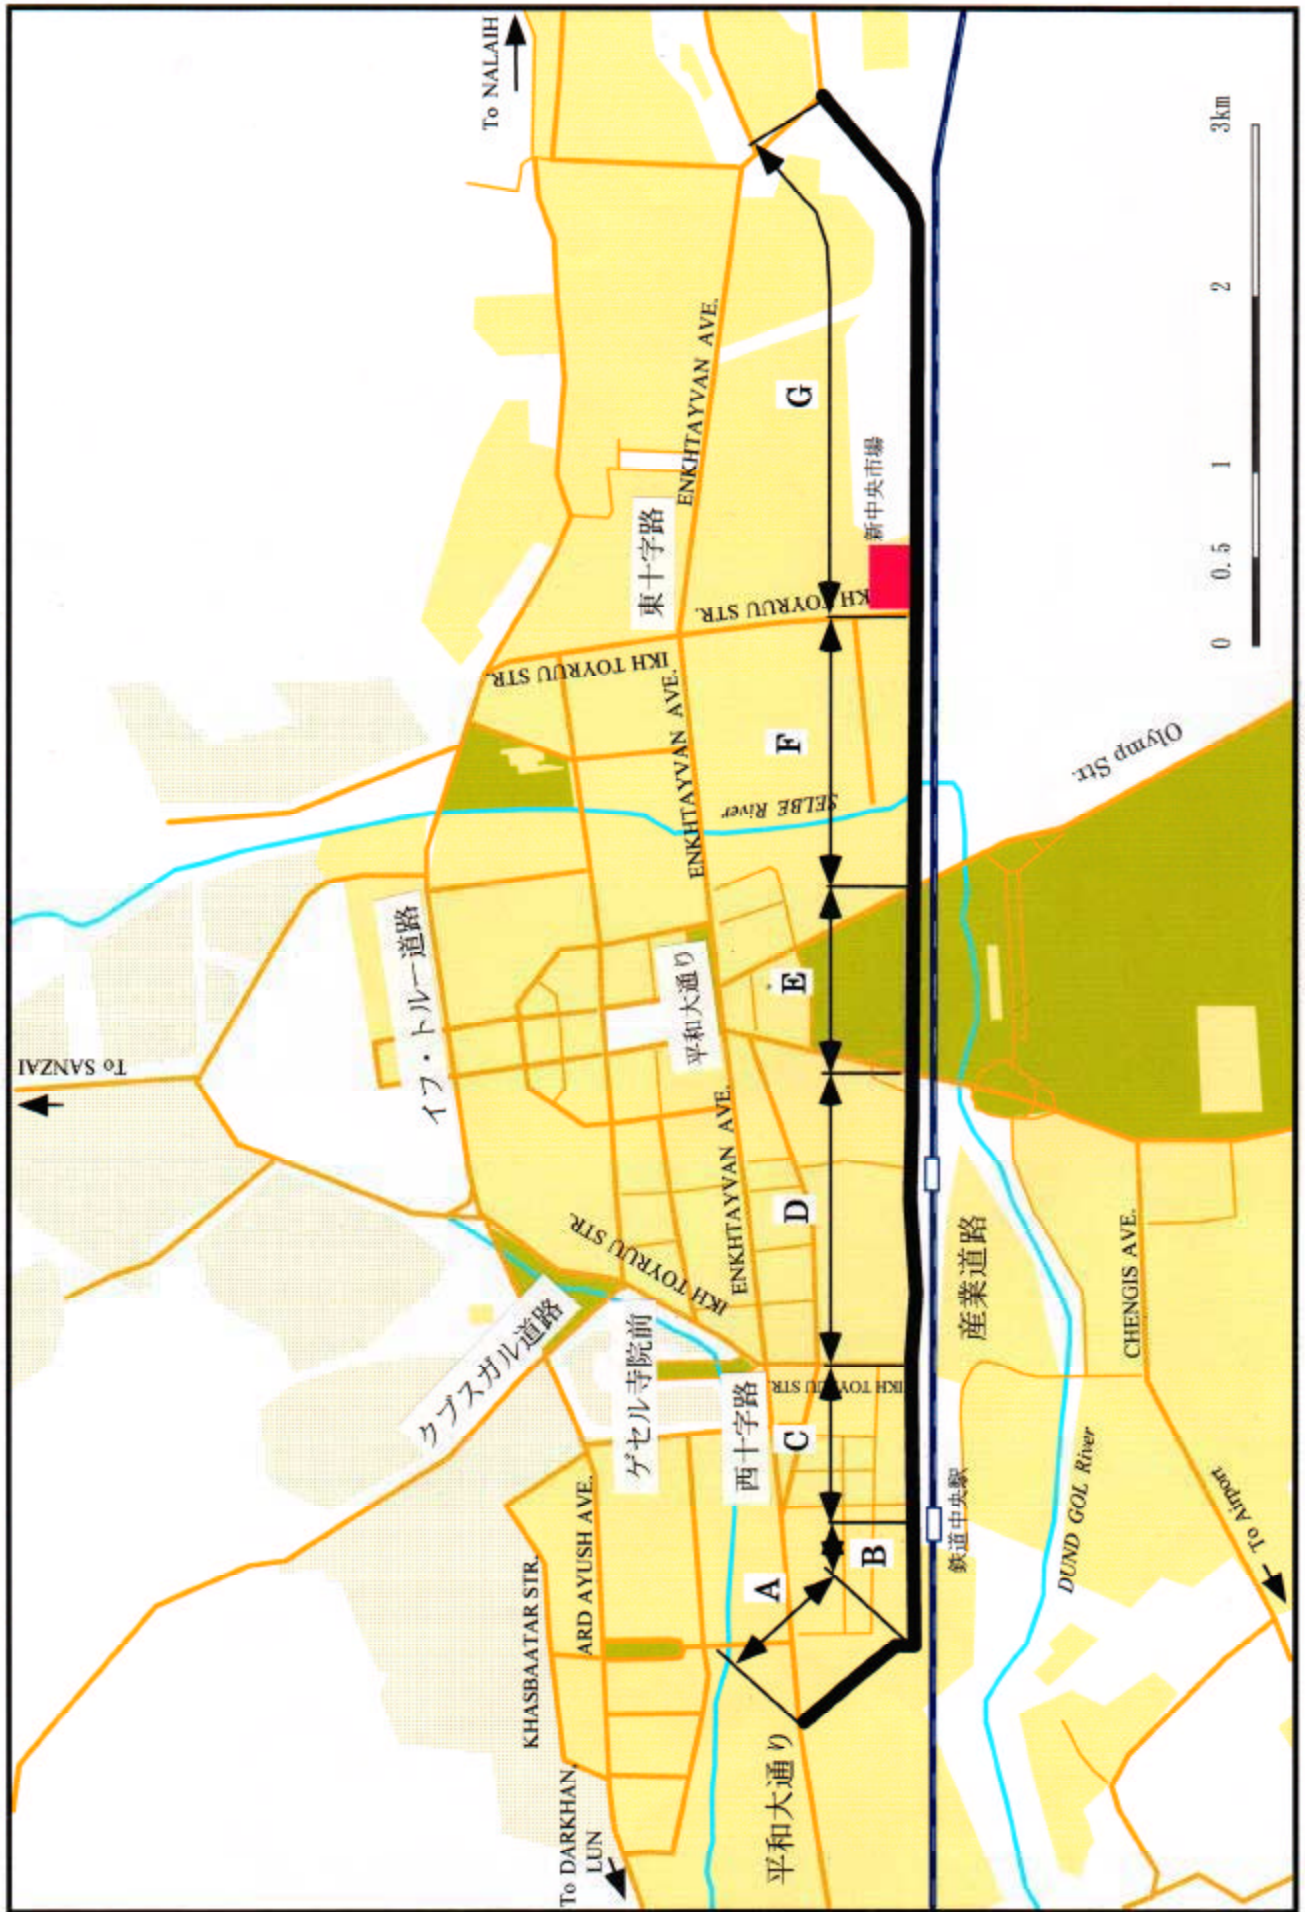 To NALAIH
3km
2
1
0.5
0
ENKHTAYVAN AVE.
G
新中央市場
東十字路
IKH TOYRUU STR.
KH TOYRUU STR.
ENKHTAYVAN AVE.
F
SELBE River
Olymp Str.
イフ・トルー道路
平和大通り
E
To SANZAI
ENKHTAYVAN AVE.
D
IKH TOYRUU STR.
産業道路
CHENGIS AVE.
クブスガル道路
ゲセル寺院前
西十字路
IKH TOYRUU STR.
C
鉄道中央駅
DUND GOL River
To Airport
B
A
ARD AYUSH AVE.
KHASBAATAR STR.
平和大通り
To DARKHAN,
LUN